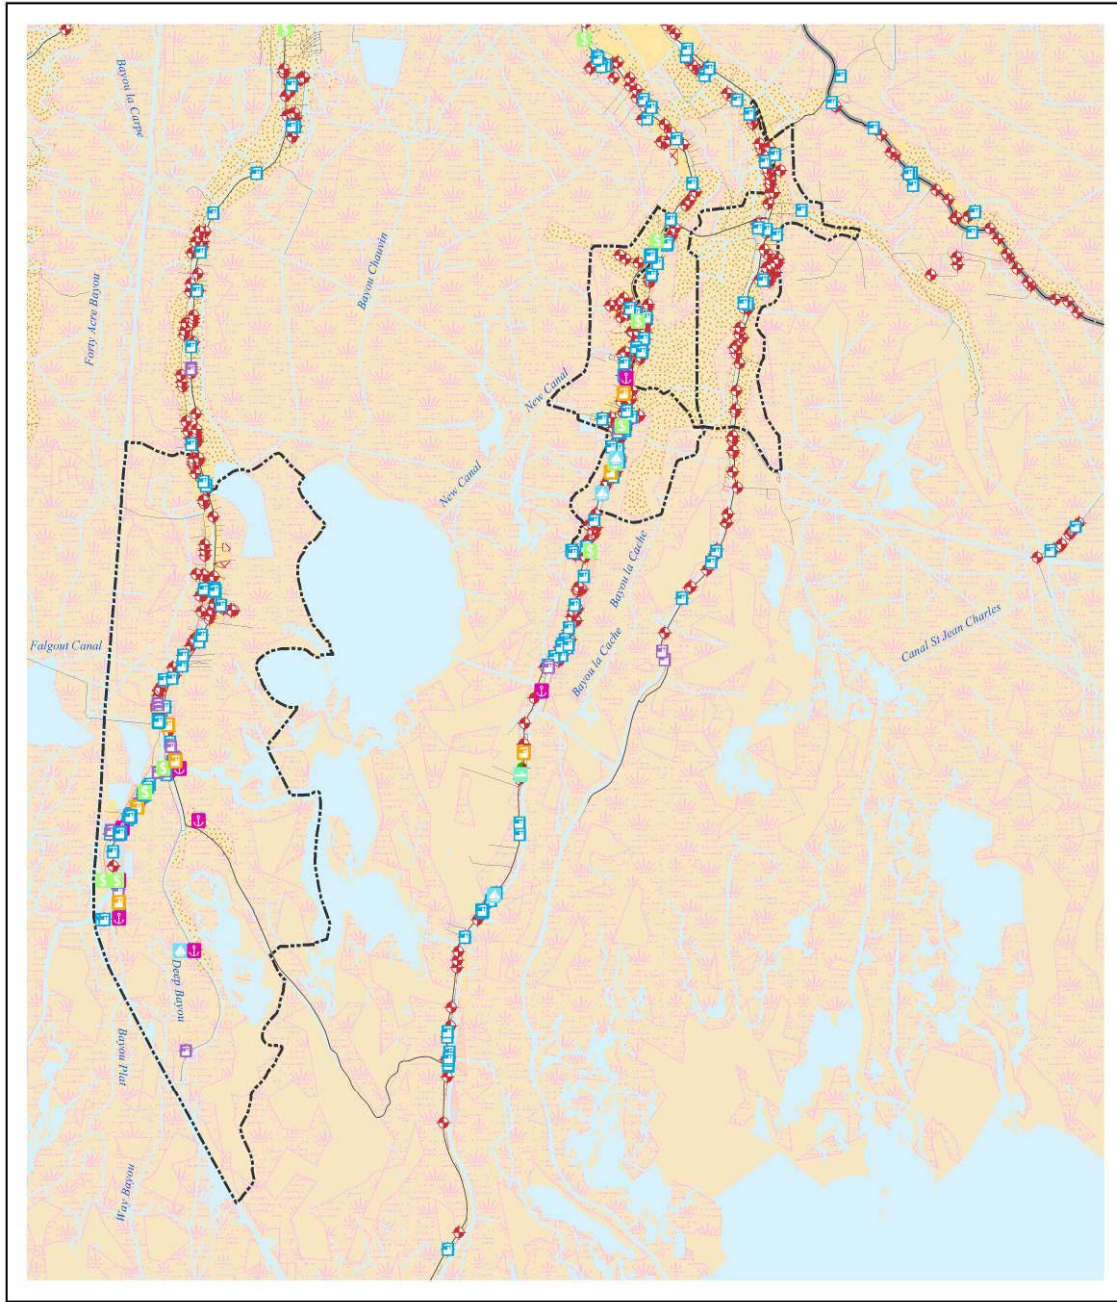 Bayou la Carpe
Forty Acre Bayou
Bayou Chauvin
New Canal
New Canal
Bayou la Cache
Bayou la Cache
Canal St Jean Charles
Falgout Canal
Deep Bayou
Bayou Plat
Way Bayou